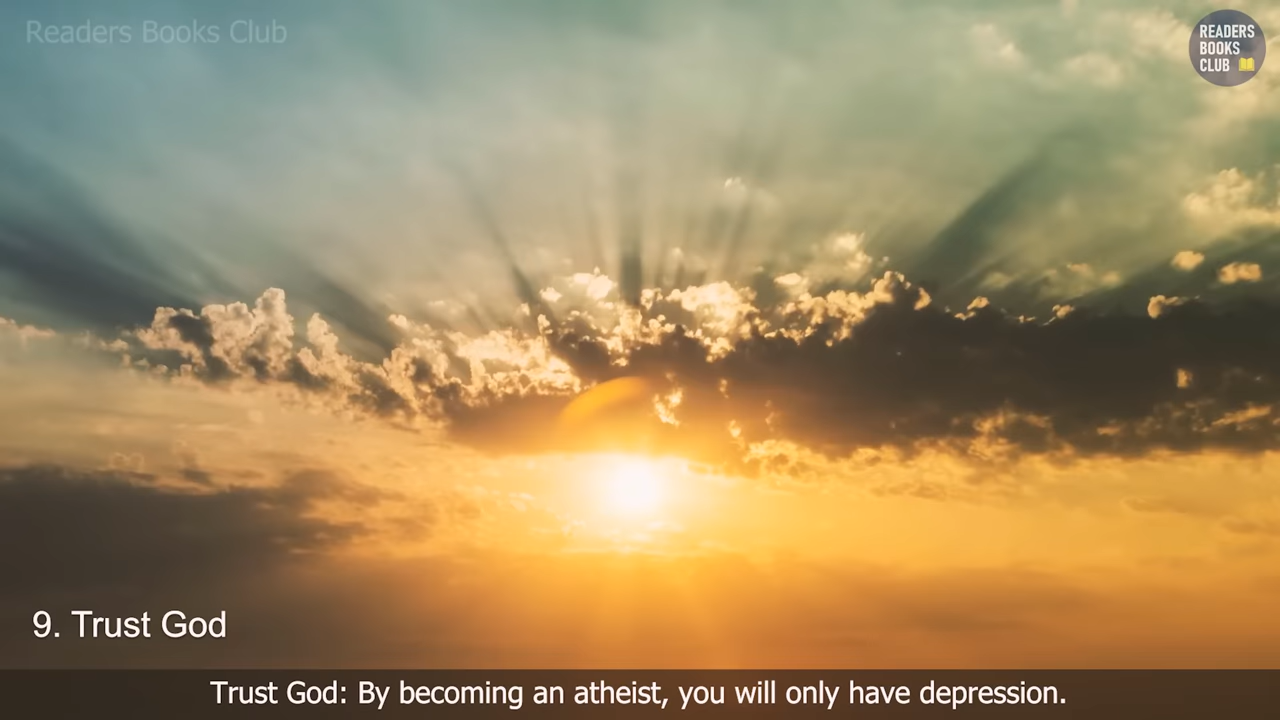 Readers Books Club
READERS
BOOKS
CLUB
9. Trust God
Trust God: By becoming an atheist, you will only have depression.